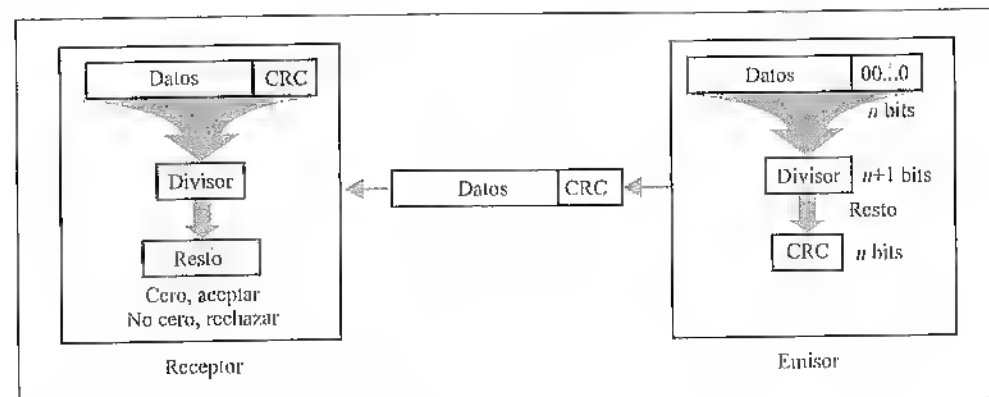 Datos CRC
Divisor
Resto
Cero, aceptar
No cero, rechazar
Receptor
Datos CRC
Datos 00...0
n bits
Divisor n+1 bits
Resto
CRC n bits
Emisor